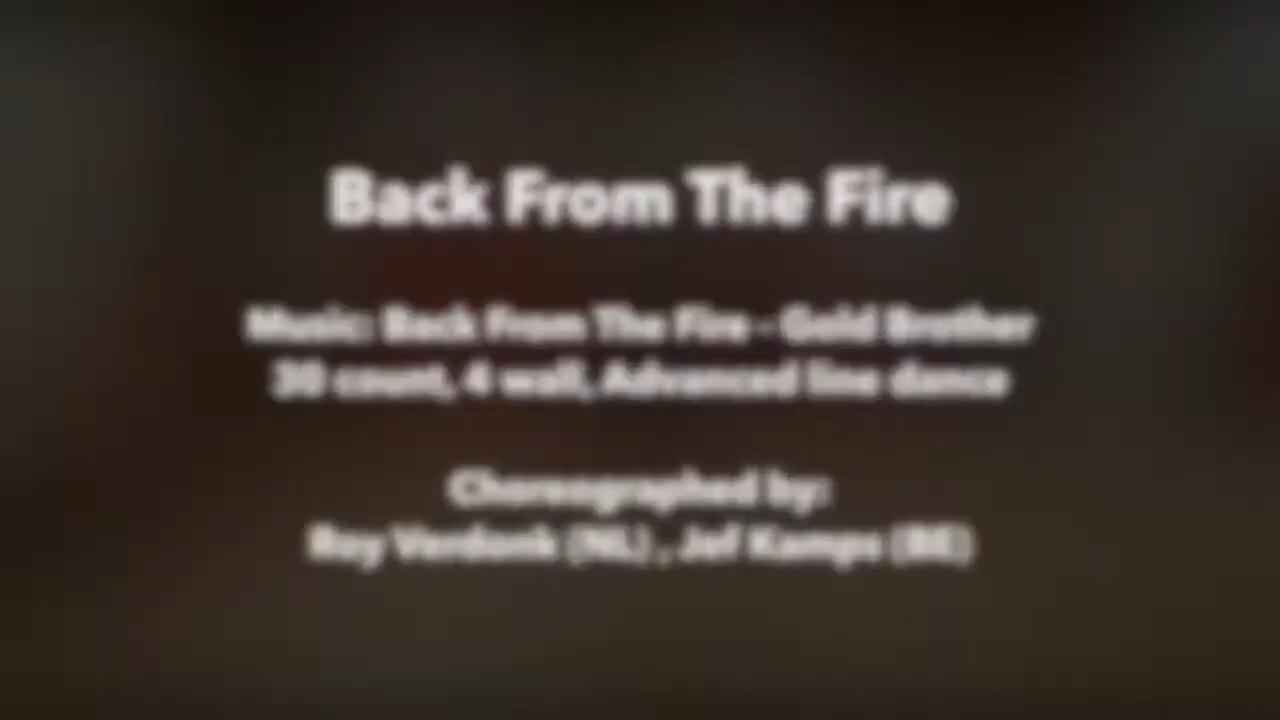 Back From The Fire
Music: Back From The Fire - Gold Brother
30 count, 4 wall, Advanced line dance
Choreographed by:
Roy Verdonk (NL) , Jef Kamps (BE)